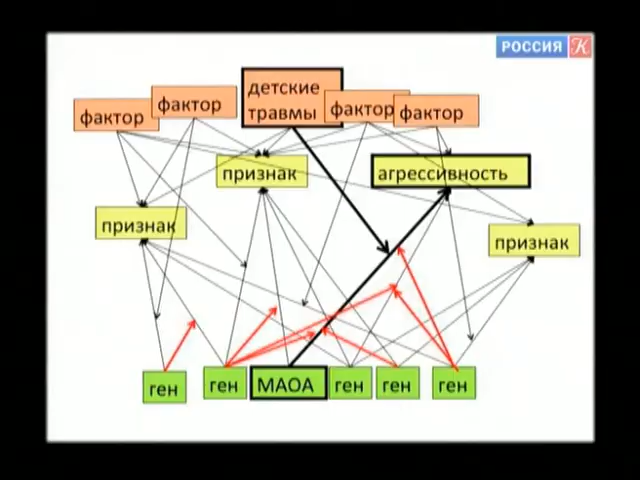 РОССИЯ К
детские
травмы
фактор
фактор
фактор
фактор
признак
агрессивность
признак
признак
ген
ген
МАОА
ген
ген
ген